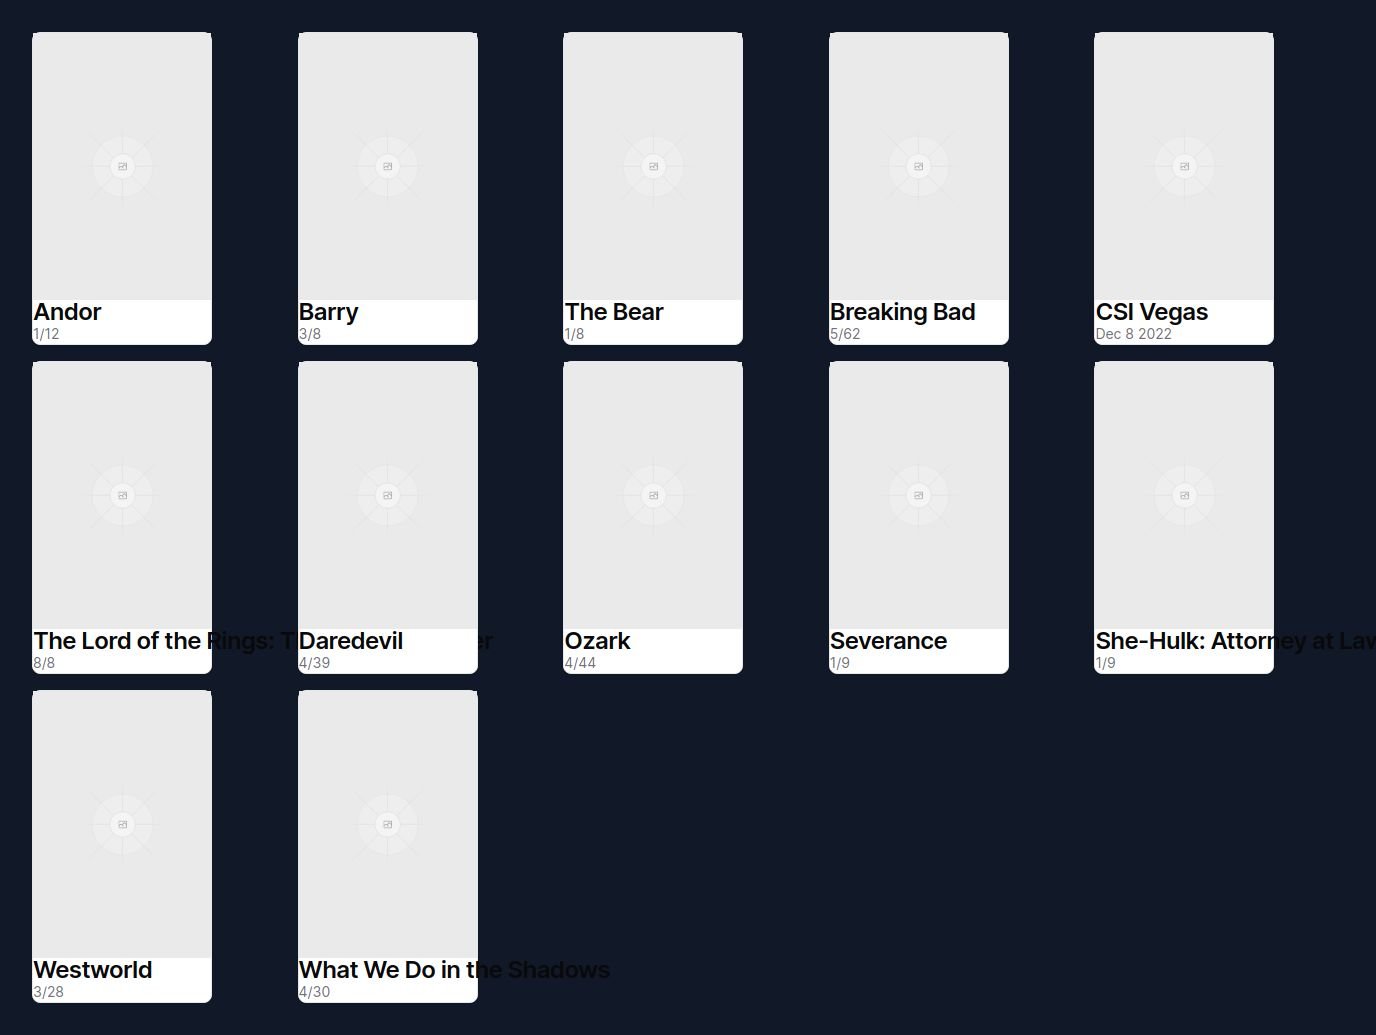 Andor
1/12
Barry
3/8
The Bear
1/8
Breaking Bad
5/62
CSI Vegas
Dec 8 2022
The Lord of the Rings: T
8/8
Daredevil
er
4/39
Ozark
4/44
Severance
1/9
She-Hulk: Attorney at Law
1/9
Westworld
3/28
What We Do in the Shadows
4/30